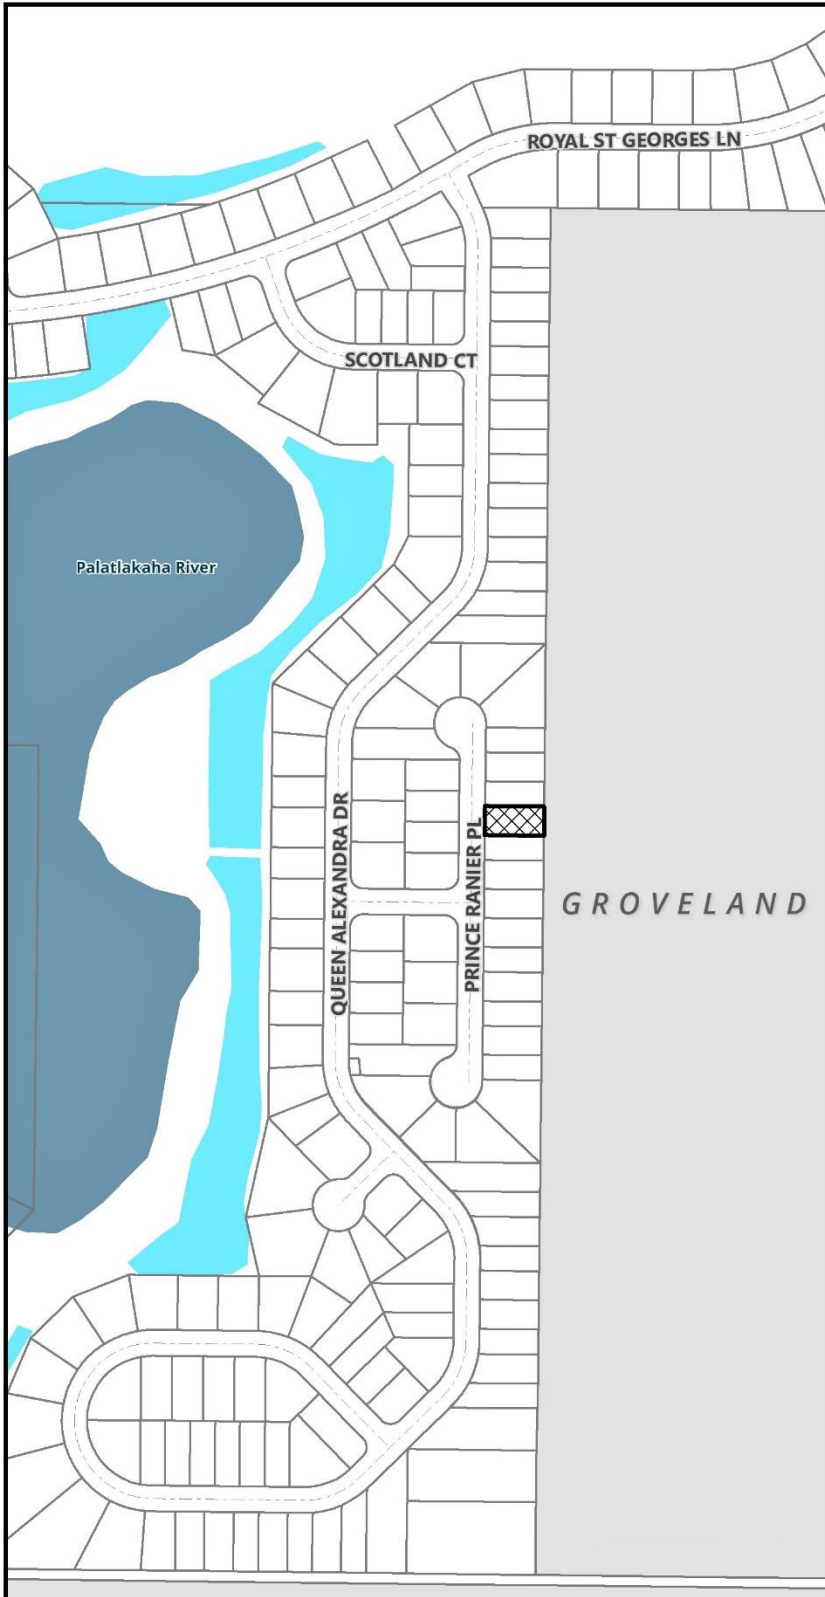 ROYAL ST GEORGES LN
SCOTLAND CT
Palatlakaha River
QUEEN ALEXANDRA DR
PRINCE RANIER PL
GROVELAND